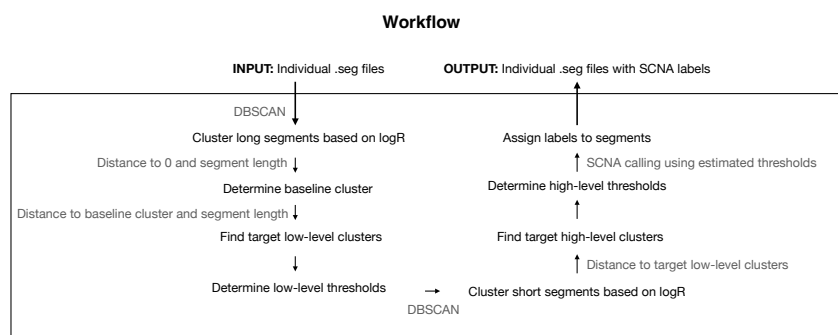 Workflow
INPUT: Individual .seg files
DBSCAN
Cluster long segments based on logR
Distance to 0 and segment length
Determine baseline cluster
Distance to baseline cluster and segment length
Find target low-level clusters
Determine low-level thresholds
DBSCAN
Cluster short segments based on logR
Distance to target low-level clusters
Find target high-level clusters
Determine high-level thresholds
SCNA calling using estimated thresholds
Assign labels to segments
OUTPUT: Individual .seg files with SCNA labels